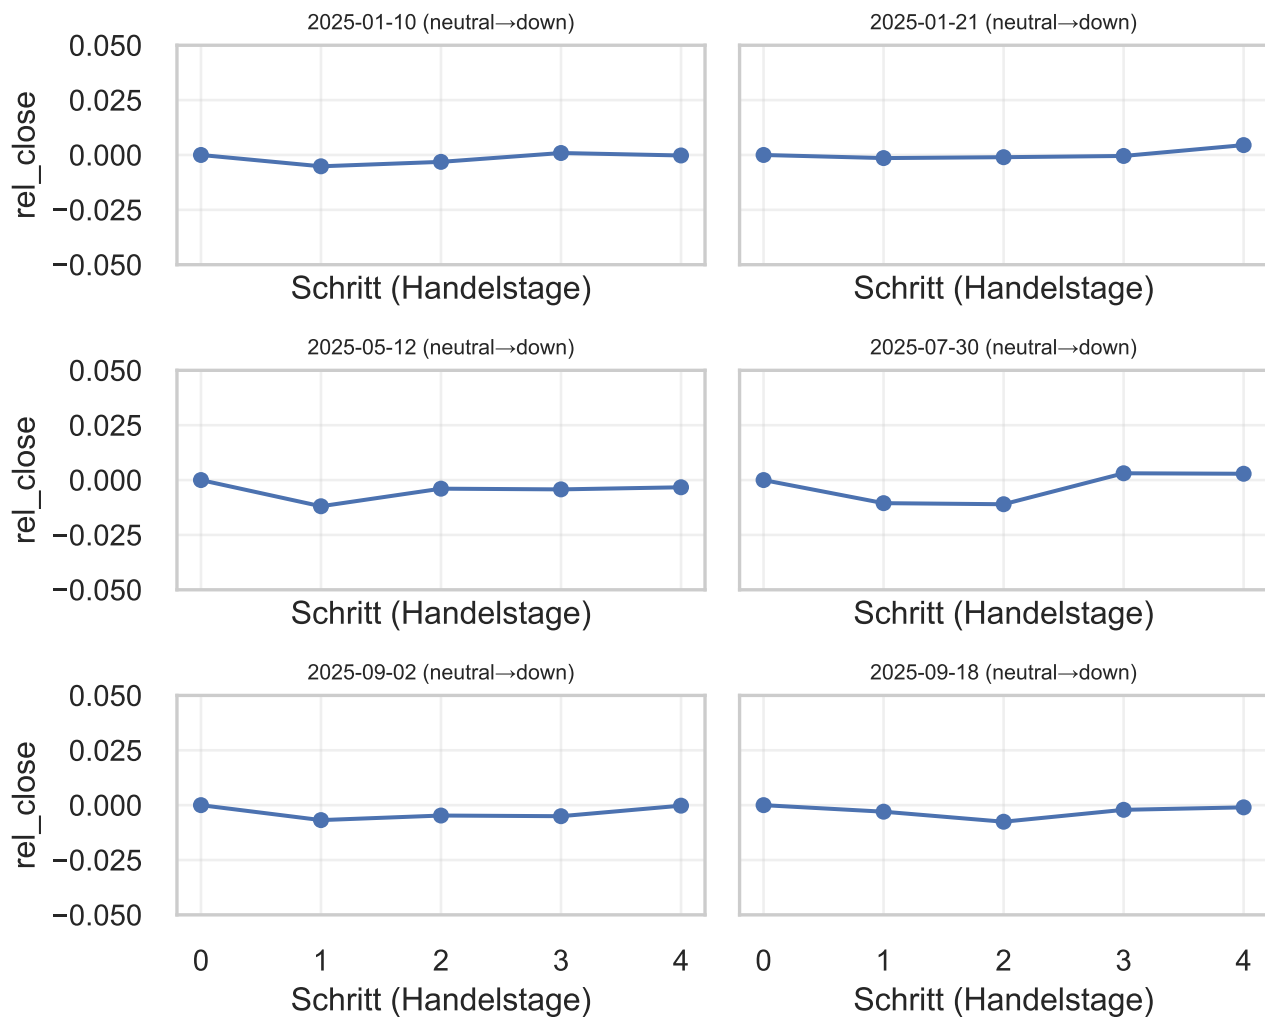 2025-01-10 (neutral→down)
2025-01-21 (neutral→down)
0.050
0.025
0.000
−0.025
−0.050
rel_close
Schritt (Handelstage)
Schritt (Handelstage)
2025-05-12 (neutral→down)
2025-07-30 (neutral→down)
0.050
0.025
0.000
−0.025
−0.050
rel_close
Schritt (Handelstage)
Schritt (Handelstage)
2025-09-02 (neutral→down)
2025-09-18 (neutral→down)
0.050
0.025
0.000
−0.025
−0.050
rel_close
0 1 2 3 4
0 1 2 3 4
Schritt (Handelstage)
Schritt (Handelstage)